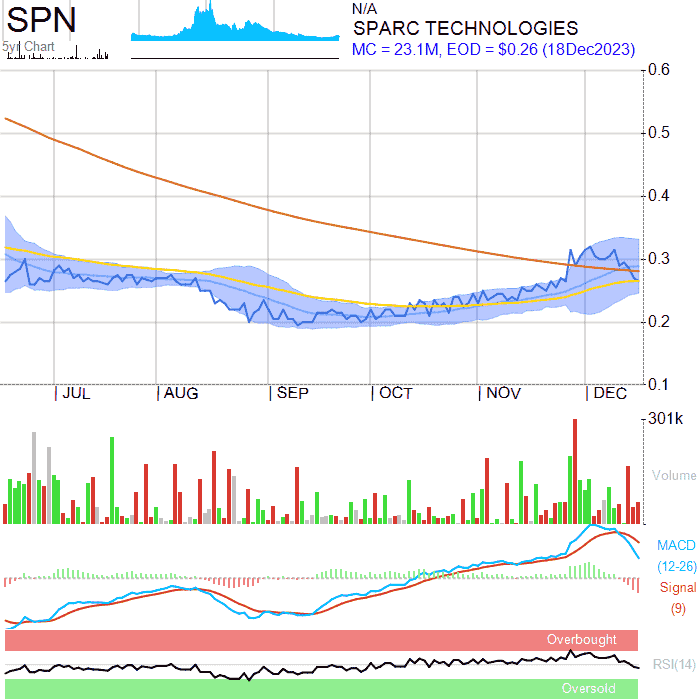 SPN
5yr Chart
N/A
SPARC TECHNOLOGIES
MC = 23.1M, EOD = $0.26 (18Dec2023)
0.6
0.5
0.4
0.3
0.2
0.1
JUL AUG SEP OCT NOV DEC
301k
Volume
MACD
(12-26)
Signal
(9)
Overbought
RSI(14)
Oversold